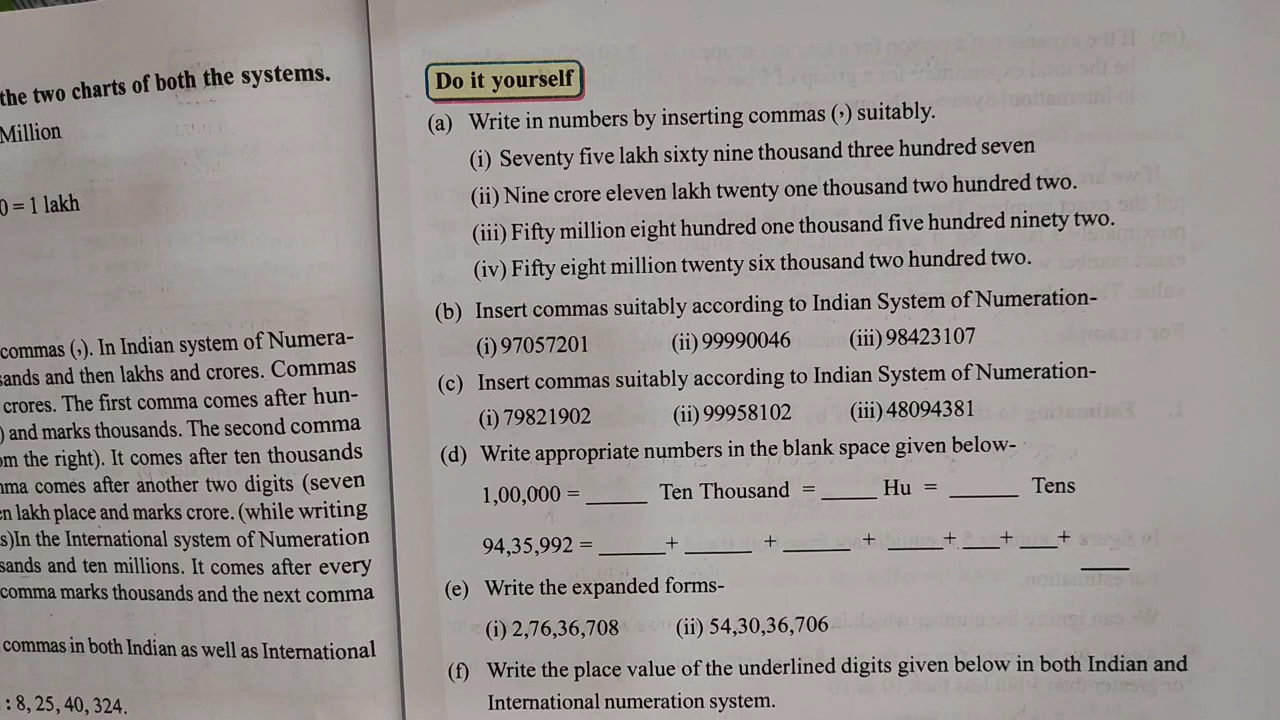 the two charts of both the systems.
Million
0 = 1 lakh
commas (,). In Indian system of Numera-
sands and then lakhs and crores. Commas
crores. The first comma comes after hun-
) and marks thousands. The second comma
om the right). It comes after ten thousands
mma comes after another two digits (seven
en lakh place and marks crore. (while writing
s)In the International system of Numeration
sands and ten millions. It comes after every
comma marks thousands and the next comma
commas in both Indian as well as International
: 8, 25, 40, 324.
Do it yourself
(a) Write in numbers by inserting commas (,) suitably.
(i) Seventy five lakh sixty nine thousand three hundred seven
(ii) Nine crore eleven lakh twenty one thousand two hundred two.
(iii) Fifty million eight hundred one thousand five hundred ninety two.
(iv) Fifty eight million twenty six thousand two hundred two.
(b) Insert commas suitably according to Indian System of Numeration-
(i) 97057201 (ii) 99990046 (iii) 98423107
(c) Insert commas suitably according to Indian System of Numeration-
(i) 79821902 (ii) 99958102 (iii) 48094381
(d) Write appropriate numbers in the blank space given below-
1,00,000 = _____ Ten Thousand = _____ Hu = _____ Tens
94,35,992 = _____+ _____ + _____ + _____+ ___+ ___+ ____
(e) Write the expanded forms-
(i) 2,76,36,708 (ii) 54,30,36,706
(f) Write the place value of the underlined digits given below in both Indian and
International numeration system.